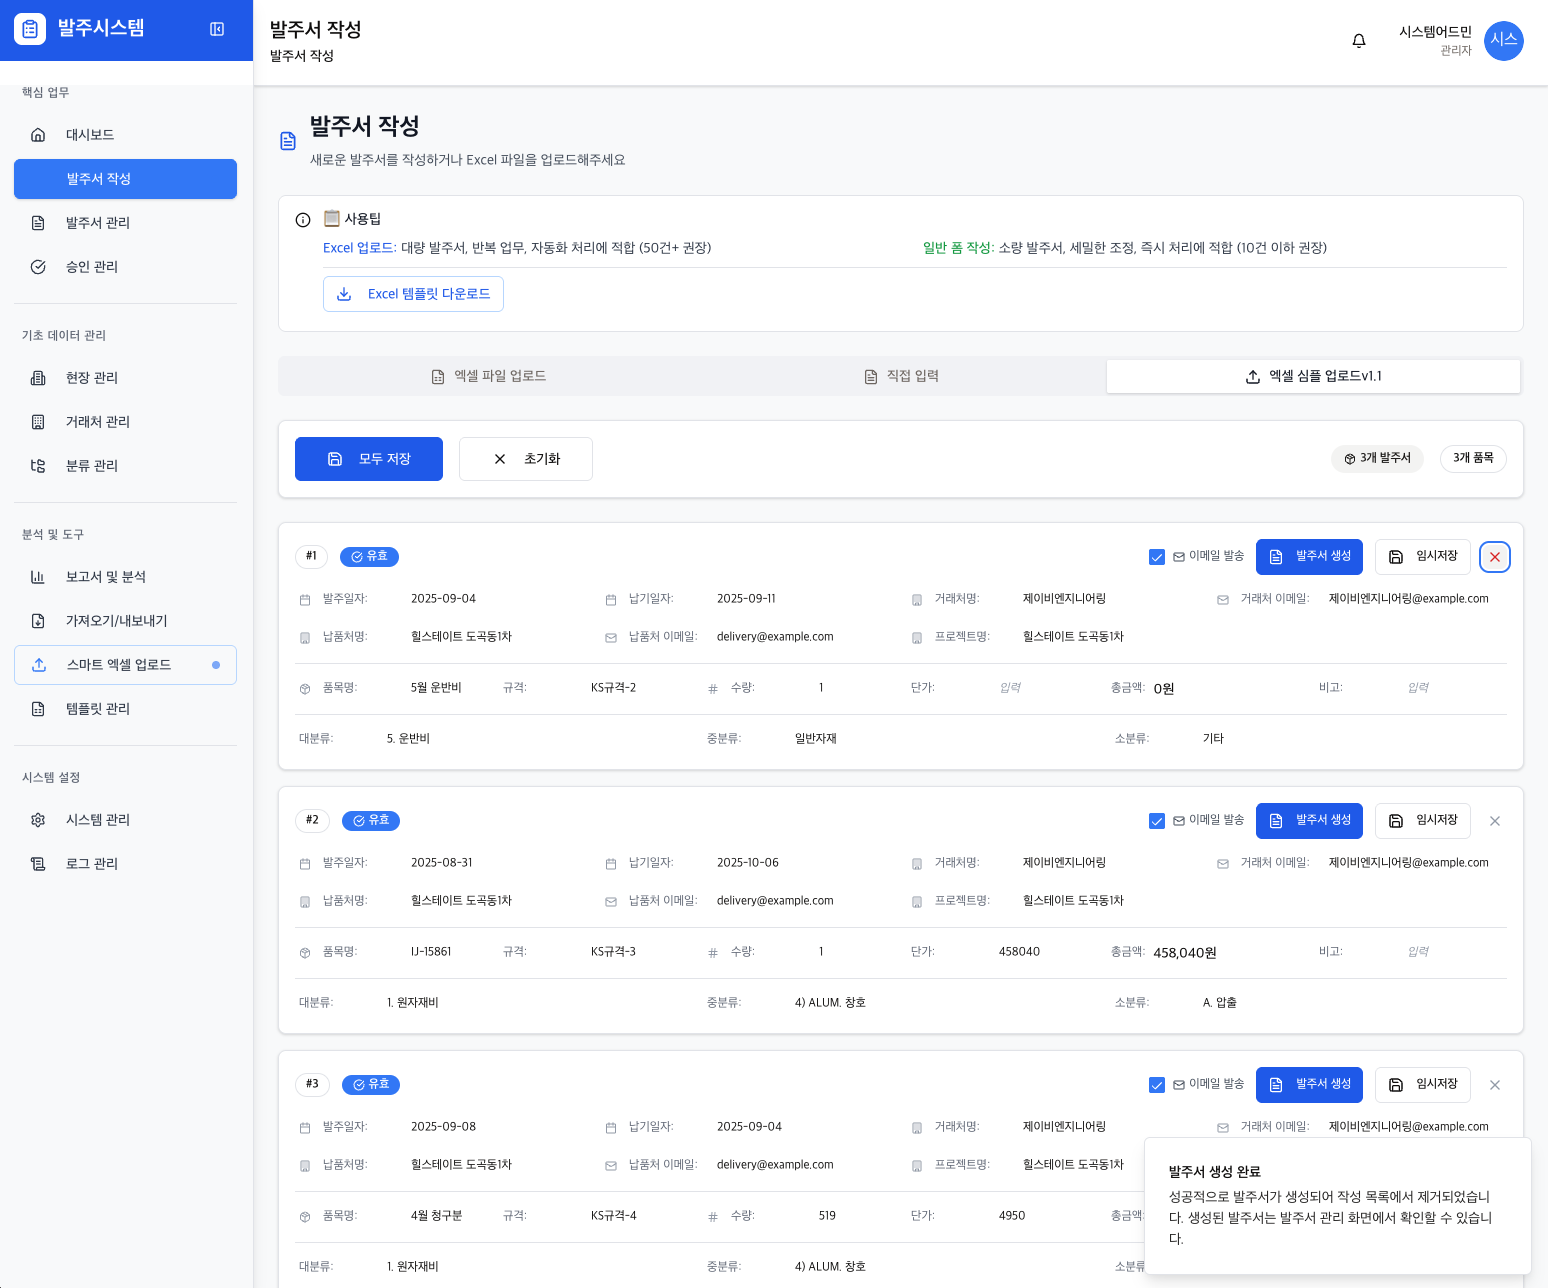 발주시스템
핵심 업무
대시보드
발주서 작성
발주서 관리
승인 관리
기초 데이터 관리
현장 관리
거래처 관리
분류 관리
분석 및 도구
보고서 및 분석
가져오기/내보내기
스마트 엑셀 업로드
템플릿 관리
시스템 설정
시스템 관리
로그 관리
발주서 작성
발주서 작성
시스템어드민
관리자
시스
발주서 작성
새로운 발주서를 작성하거나 Excel 파일을 업로드해주세요
사용팁
Excel 업로드: 대량 발주서, 반복 업무, 자동화 처리에 적합 (50건+ 권장)
일반 폼 작성: 소량 발주서, 세밀한 조정, 즉시 처리에 적합 (10건 이하 권장)
Excel 템플릿 다운로드
엑셀 파일 업로드
직접 입력
엑셀 심플 업로드v1.1
모두 저장
초기화
3개 발주서
3개 품목
#1 유효 이메일 발송 발주서 생성 임시저장
발주일자: 2025-09-04 납기일자: 2025-09-11 거래처명: 제이비엔지니어링 거래처 이메일: 제이비엔지니어링@example.com
납품처명: 힐스테이트 도곡동1차 납품처 이메일: delivery@example.com 프로젝트명: 힐스테이트 도곡동1차
품목명: 5월 운반비 규격: KS규격-2 # 수량: 1 단가: 입력 총금액: 0원 비고: 입력
대분류: 5. 운반비 중분류: 일반자재 소분류: 기타
#2 유효 이메일 발송 발주서 생성 임시저장
발주일자: 2025-08-31 납기일자: 2025-10-06 거래처명: 제이비엔지니어링 거래처 이메일: 제이비엔지니어링@example.com
납품처명: 힐스테이트 도곡동1차 납품처 이메일: delivery@example.com 프로젝트명: 힐스테이트 도곡동1차
품목명: IJ-15861 규격: KS규격-3 # 수량: 1 단가: 458040 총금액: 458,040원 비고: 입력
대분류: 1. 원자재비 중분류: 4) ALUM. 창호 소분류: A. 압출
#3 유효 이메일 발송 발주서 생성 임시저장
발주일자: 2025-09-08 납기일자: 2025-09-04 거래처명: 제이비엔지니어링 거래처 이메일: 제이비엔지니어링@example.com
납품처명: 힐스테이트 도곡동1차 납품처 이메일: delivery@example.com 프로젝트명: 힐스테이트 도곡동1차
품목명: 4월 청구분 규격: KS규격-4 # 수량: 519 단가: 4950 총금액:
대분류: 1. 원자재비 중분류: 4) ALUM. 창호 소분류
발주서 생성 완료
성공적으로 발주서가 생성되어 작성 목록에서 제거되었습니
다. 생성된 발주서는 발주서 관리 화면에서 확인할 수 있습니
다.